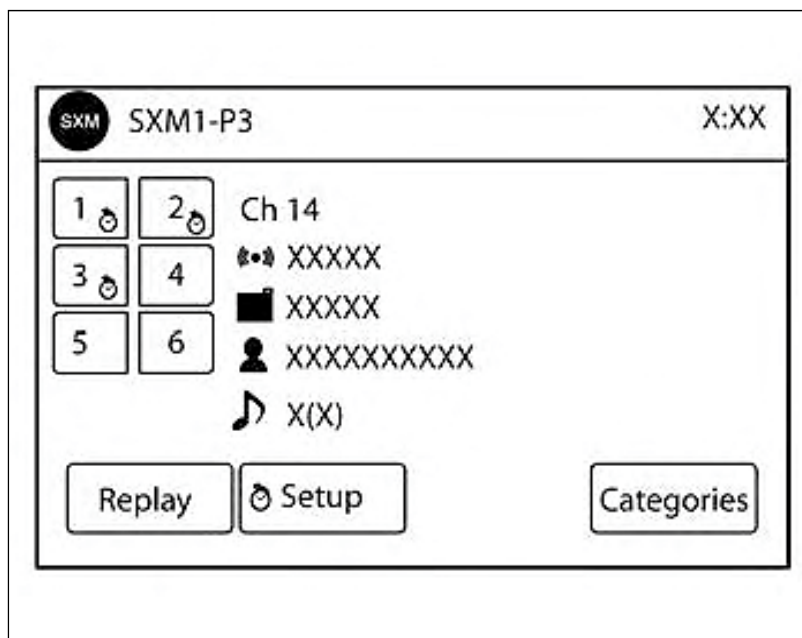 SXM SXM1-P3 X:XX
1 2 Ch 14
XXXXX
3 4
XXXXX
5 6
XXXXXXXXXX
X(X)
Replay Setup Categories